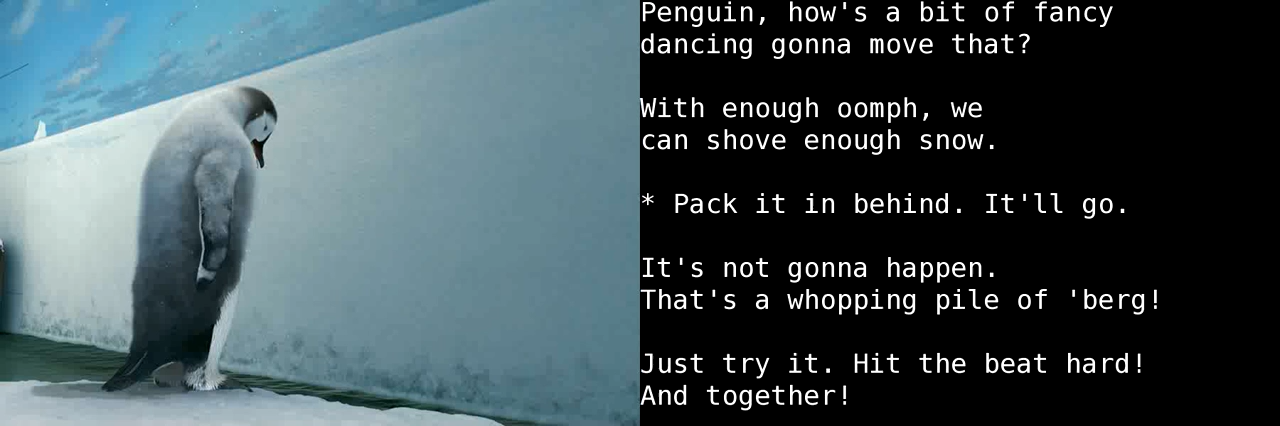 Penguin, how's a bit of fancy
dancing gonna move that?
With enough oomph, we
can shove enough snow.
* Pack it in behind. It'll go.
It's not gonna happen.
That's a whopping pile of 'berg!
Just try it. Hit the beat hard!
And together!